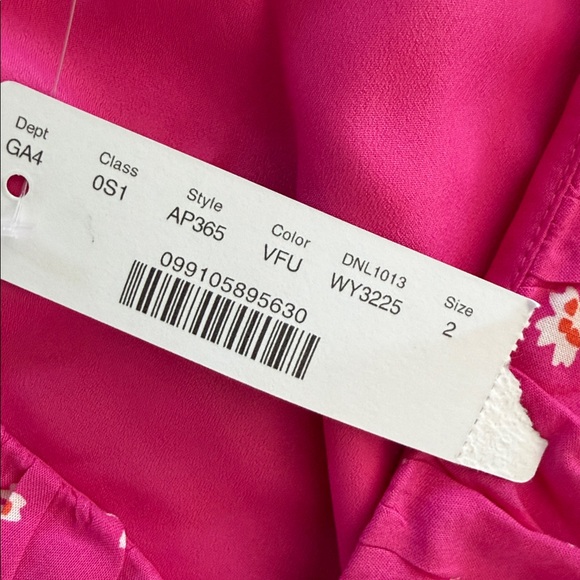 Dept Class Style Color DNL1013 Size
GA4 0S1 AP365 VFU WY3225 2
099105895630